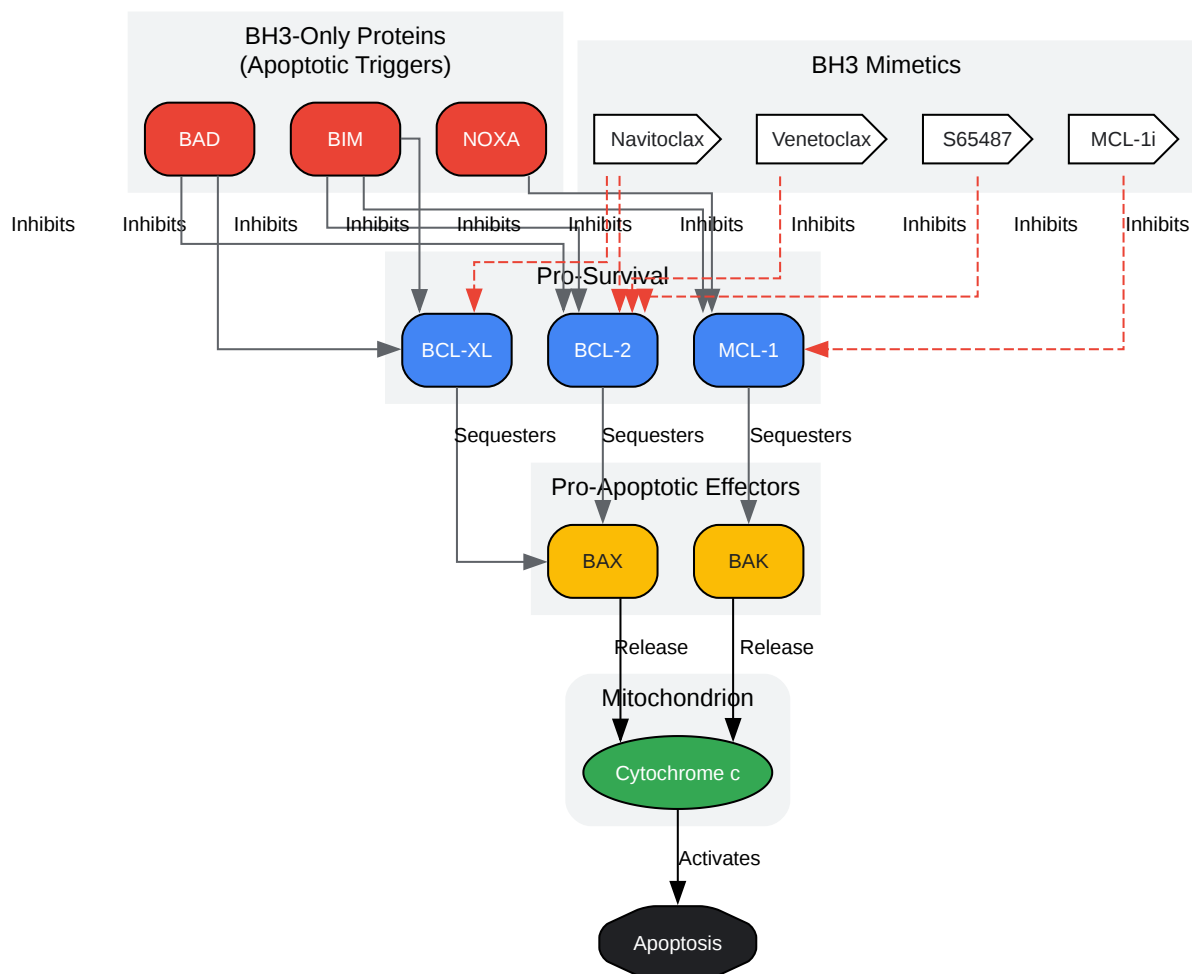 BH3-Only Proteins
(Apoptotic Triggers)
BH3 Mimetics
BAD
BIM
NOXA
Navitoclax
Venetoclax
S65487
MCL-1i
Inhibits
Inhibits
Inhibits
Inhibits
Inhibits
Inhibits
Inhibits
Inhibits
Inhibits
Inhibits
Inhibits
Pro-Survival
BCL-XL
BCL-2
MCL-1
Sequesters
Sequesters
Sequesters
Pro-Apoptotic Effectors
BAX
BAK
Release
Release
Mitochondrion
Cytochrome c
Activates
Apoptosis